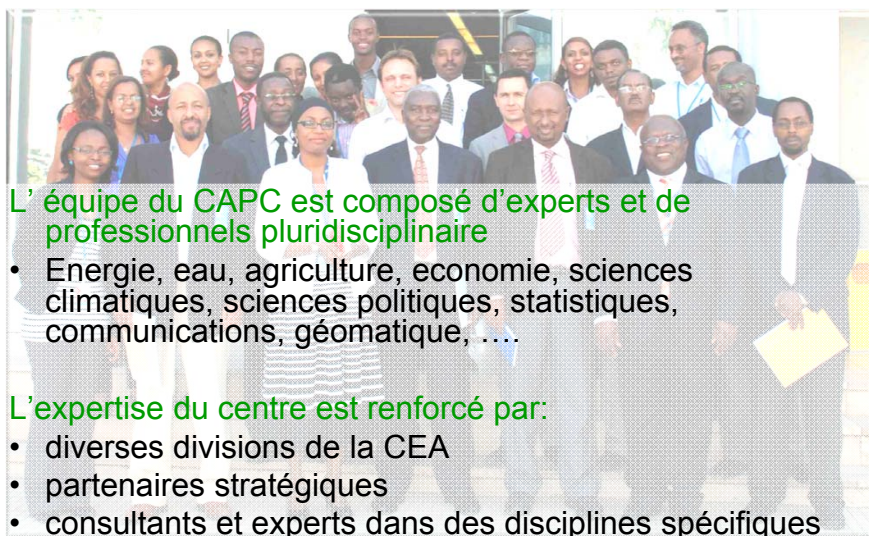 L’ équipe du CAPC est composé d’experts et de
professionnels pluridisciplinaire
• Energie, eau, agriculture, economie, sciences
climatiques, sciences politiques, statistiques,
communications, géomatique, ….
L’expertise du centre est renforcé par:
• diverses divisions de la CEA
• partenaires stratégiques
• consultants et experts dans des disciplines spécifiques